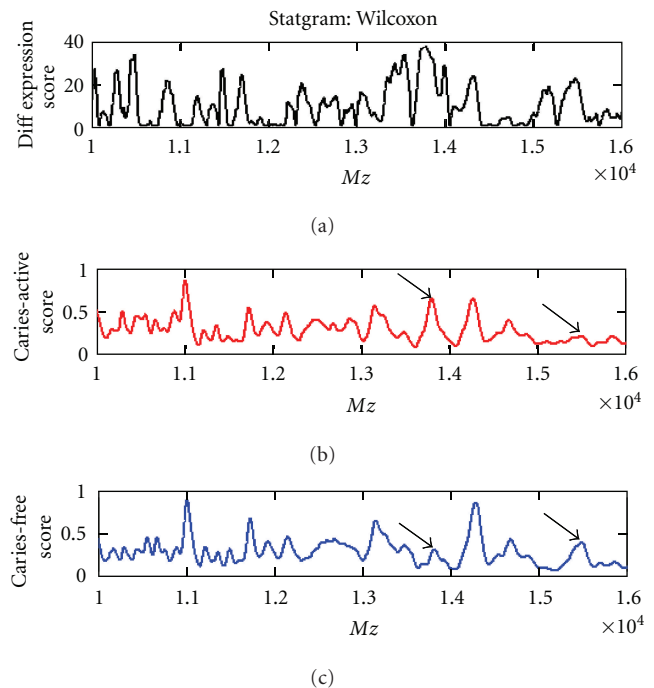 Statgram: Wilcoxon
Diff expression
score
40
20
0
1 1.1 1.2 1.3 1.4 1.5 1.6
Mz
×10⁴
(a)
Caries-active
score
1
0.5
0
1 1.1 1.2 1.3 1.4 1.5 1.6
Mz
×10⁴
(b)
Caries-free
score
1
0.5
0
1 1.1 1.2 1.3 1.4 1.5 1.6
Mz
×10⁴
(c)